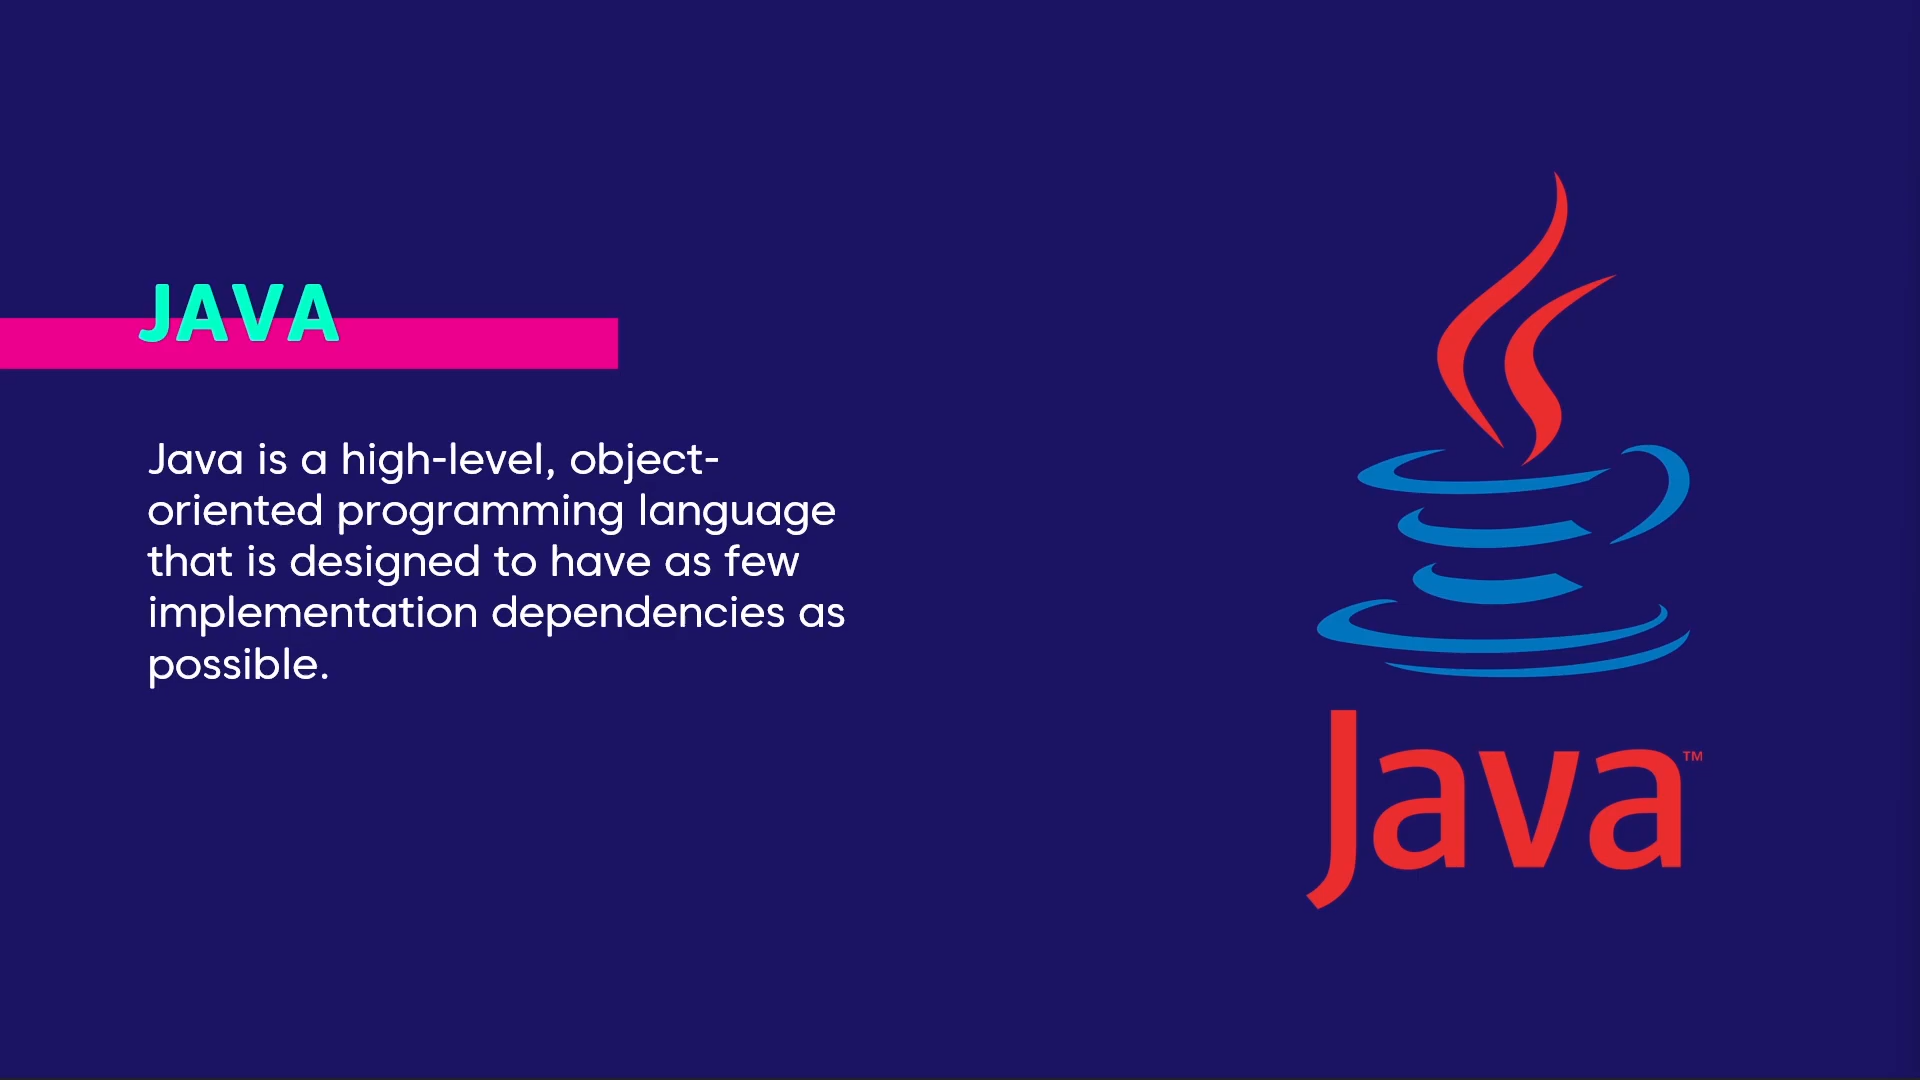 JAVA
Java is a high-level, object-
oriented programming language
that is designed to have as few
implementation dependencies as
possible.
Java™